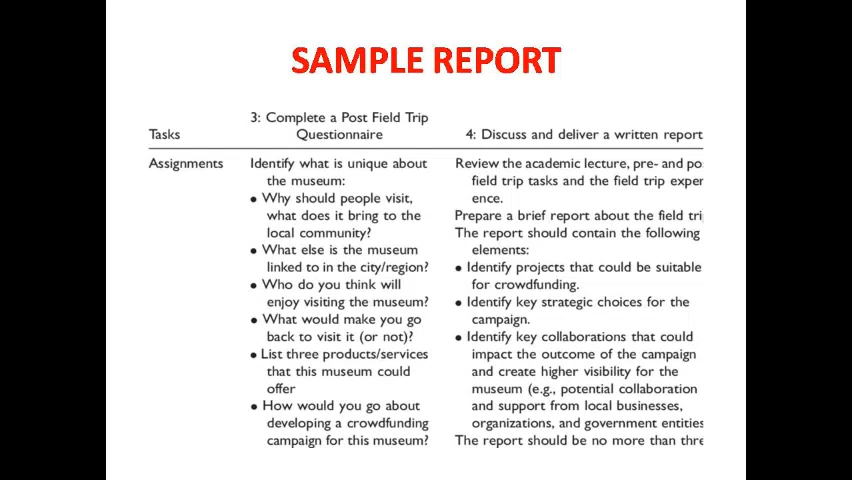 SAMPLE REPORT
Tasks
3: Complete a Post Field Trip
Questionnaire
4: Discuss and deliver a written report
Assignments
Identify what is unique about
the museum:
• Why should people visit,
what does it bring to the
local community?
• What else is the museum
linked to in the city/region?
• Who do you think will
enjoy visiting the museum?
• What would make you go
back to visit it (or not)?
• List three products/services
that this museum could
offer
• How would you go about
developing a crowdfunding
campaign for this museum?
Review the academic lecture, pre- and
field trip tasks and the field trip exper
ence.
Prepare a brief report about the field
The report should contain the following
elements:
• Identify projects that could be suitable
for crowdfunding.
• Identify key strategic choices for the
campaign.
• Identify key collaborations that could
impact the outcome of the campaign
and create higher visibility for the
museum (e.g., potential collaboration
and support from local businesses,
organizations, and government entities
The report should be no more than